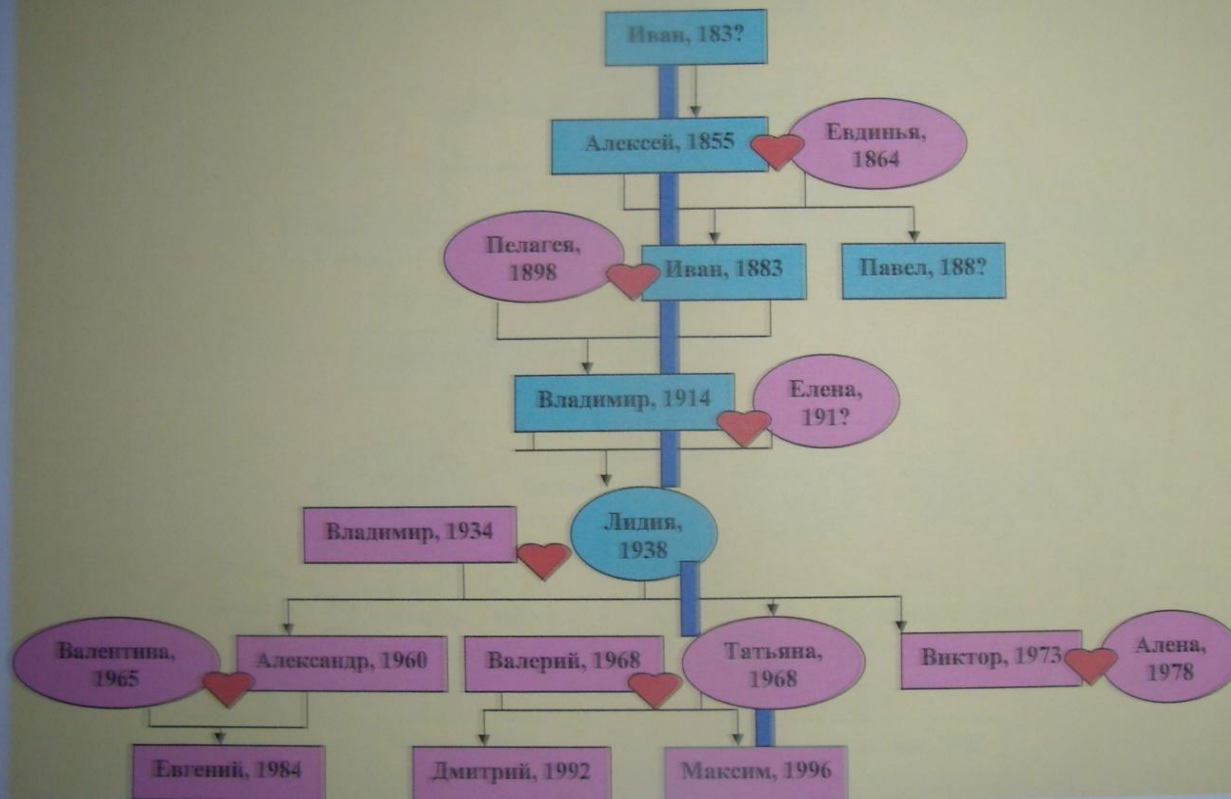 Иван, 183?
Алексей, 1855
Евдинья,
1864
Пелагея,
1898
Иван, 1883
Павел, 188?
Владимир, 1914
Елена,
191?
Владимир, 1934
Лидия,
1938
Валентина,
1965
Александр, 1960
Валерий, 1968
Татьяна,
1968
Виктор, 1973
Алена,
1978
Евгений, 1984
Дмитрий, 1992
Максим, 1996